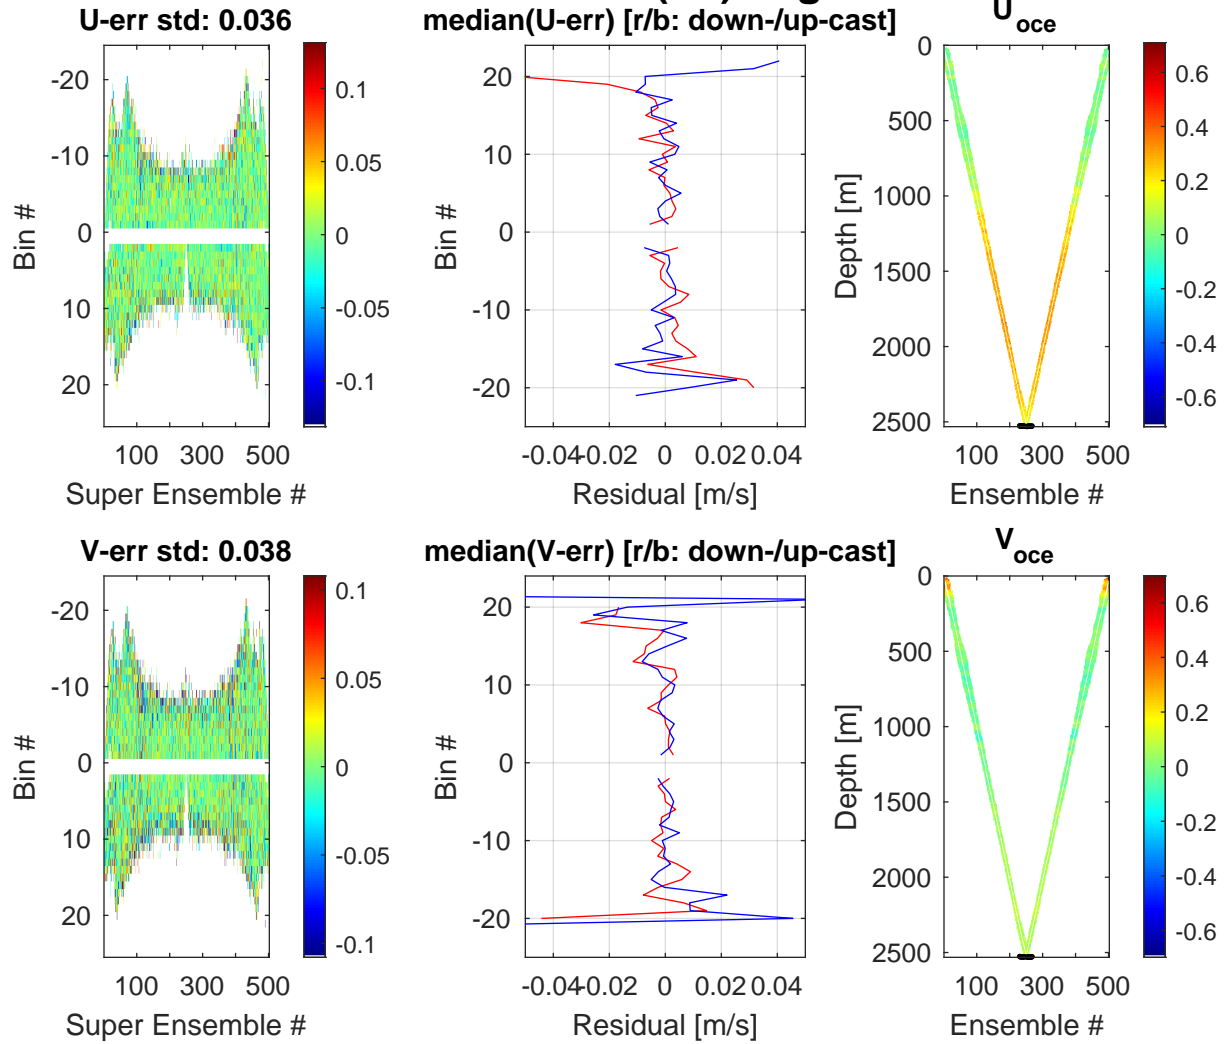 U-err std: 0.036
-20
-10
0
10
20
Bin #
100 300 500
Super Ensemble #
0.1
0.05
0
-0.05
-0.1
median(U-err) [r/b: down-/up-cast]
20
10
0
-10
-20
Bin #
-0.04 -0.02 0 0.02 0.04
Residual [m/s]
U oce
0
500
1000
1500
2000
2500
Depth [m]
100 300 500
Ensemble #
0.6
0.4
0.2
0
-0.2
-0.4
-0.6
V-err std: 0.038
-20
-10
0
10
20
Bin #
100 300 500
Super Ensemble #
0.1
0.05
0
-0.05
-0.1
median(V-err) [r/b: down-/up-cast]
20
10
0
-10
-20
Bin #
-0.04 -0.02 0 0.02 0.04
Residual [m/s]
V oce
0
500
1000
1500
2000
2500
Depth [m]
100 300 500
Ensemble #
0.6
0.4
0.2
0
-0.2
-0.4
-0.6